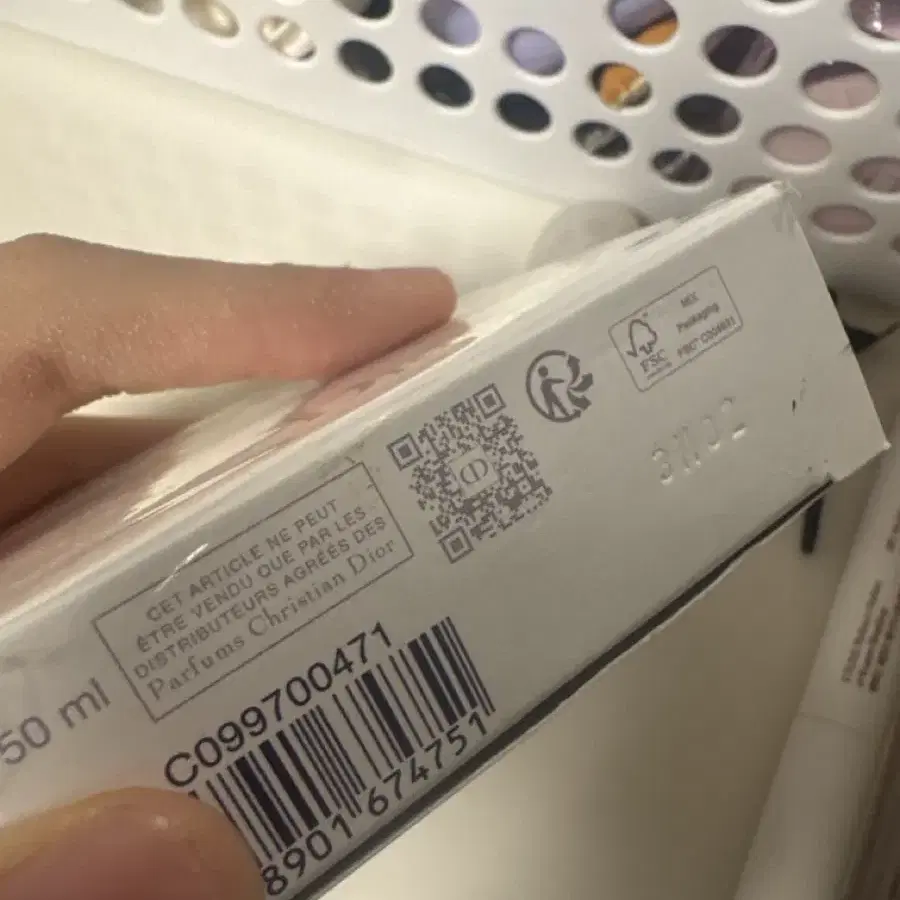 MIX
Packaging
FSC
CET ARTICLE NE PEUT
ÊTRE VENDU QUE PAR LES
DISTRIBUTEURS AGRÉÉS DES
Parfums Christian Dior
50 ml
C099700471
8901 674751